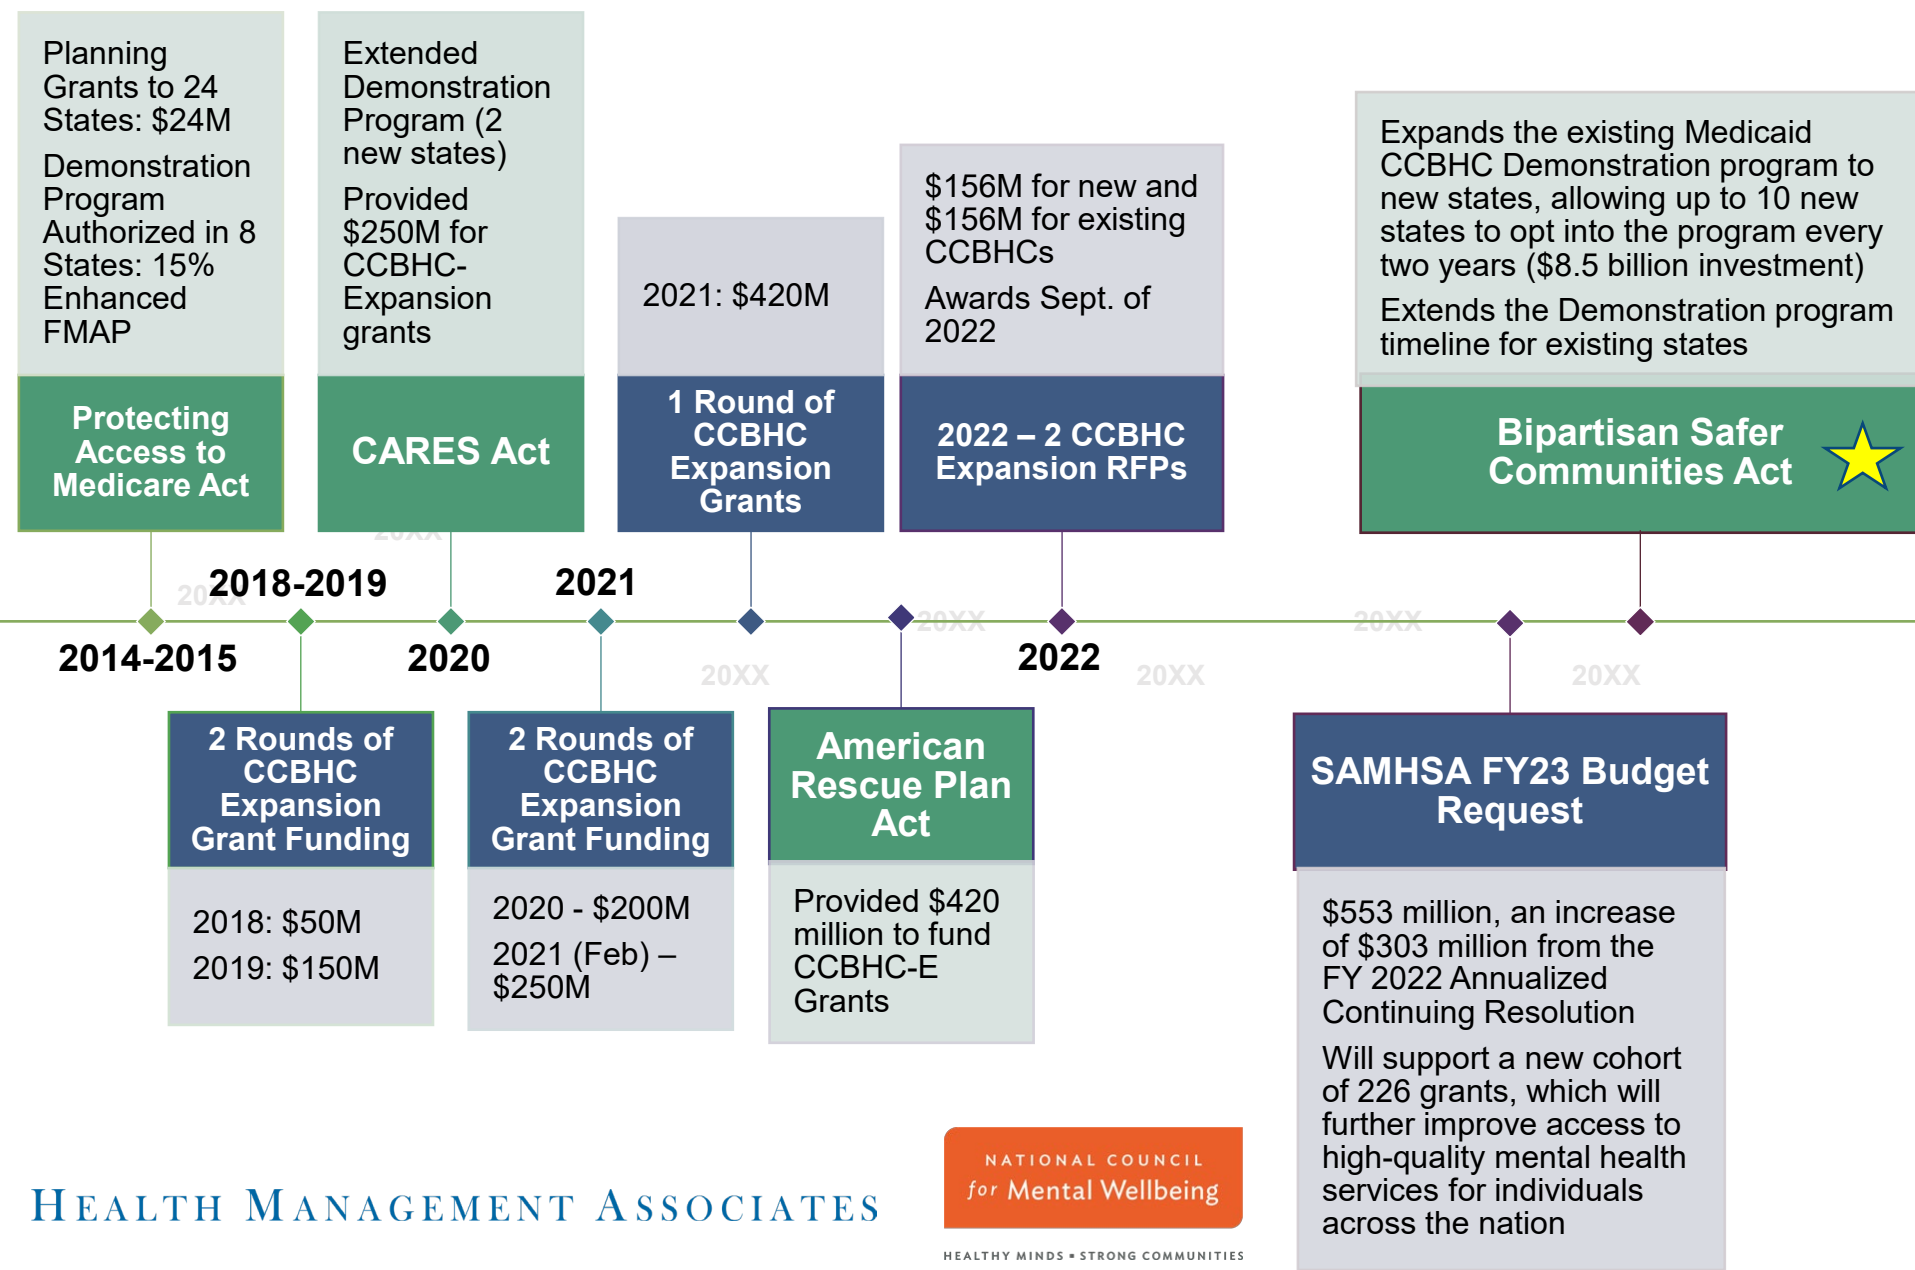 Planning
Grants to 24
States: $24M
Demonstration
Program
Authorized in 8
States: 15%
Enhanced
FMAP
Protecting
Access to
Medicare Act
Extended
Demonstration
Program (2
new states)
Provided
$250M for
CCBHC-
Expansion
grants
CARES Act
2021: $420M
1 Round of
CCBHC
Expansion
Grants
$156M for new and
$156M for existing
CCBHCs
Awards Sept. of
2022
2022 – 2 CCBHC
Expansion RFPs
Expands the existing Medicaid
CCBHC Demonstration program to
new states, allowing up to 10 new
states to opt into the program every
two years ($8.5 billion investment)
Extends the Demonstration program
timeline for existing states
Bipartisan Safer
Communities Act
20XX
20XX
2018-2019
2021
20XX
20XX
2014-2015
2020
20XX
2022
20XX
20XX
2 Rounds of
CCBHC
Expansion
Grant Funding
2018: $50M
2019: $150M
2 Rounds of
CCBHC
Expansion
Grant Funding
2020 - $200M
2021 (Feb) –
$250M
American
Rescue Plan
Act
Provided $420
million to fund
CCBHC-E
Grants
SAMHSA FY23 Budget
Request
$553 million, an increase
of $303 million from the
FY 2022 Annualized
Continuing Resolution
Will support a new cohort
of 226 grants, which will
further improve access to
high-quality mental health
services for individuals
across the nation
HEALTH MANAGEMENT ASSOCIATES
NATIONAL COUNCIL
for Mental Wellbeing
HEALTHY MINDS ▪ STRONG COMMUNITIES